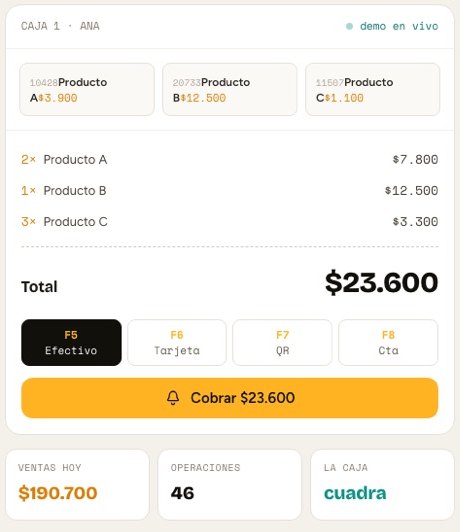 CAJA 1 · ANA
demo en vivo
10428Producto A$3.900
20733Producto B$12.500
11507Producto C$1.100
2× Producto A $7.800
1× Producto B $12.500
3× Producto C $3.300
Total $23.600
F5 Efectivo
F6 Tarjeta
F7 QR
F8 Cta
Cobrar $23.600
VENTAS HOY
$190.700
OPERACIONES
46
LA CAJA
cuadra